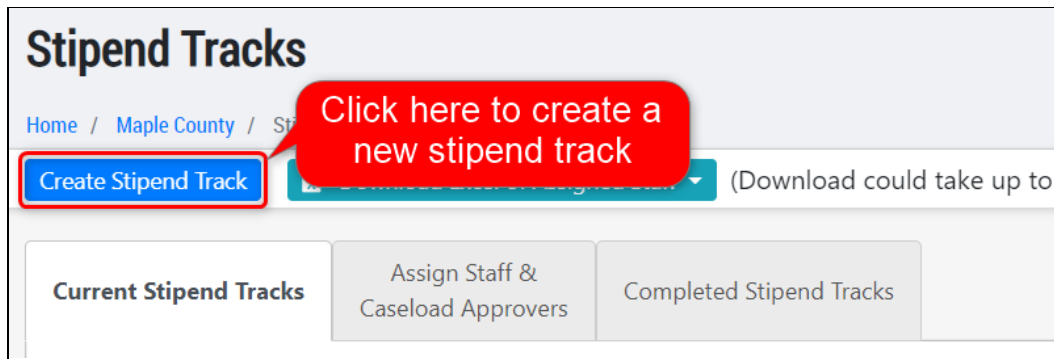 Stipend Tracks
Click here to create a
new stipend track
Home / Maple County /
Create Stipend Track
(Download could take up to
Current Stipend Tracks
Assign Staff &
Caseload Approvers
Completed Stipend Tracks